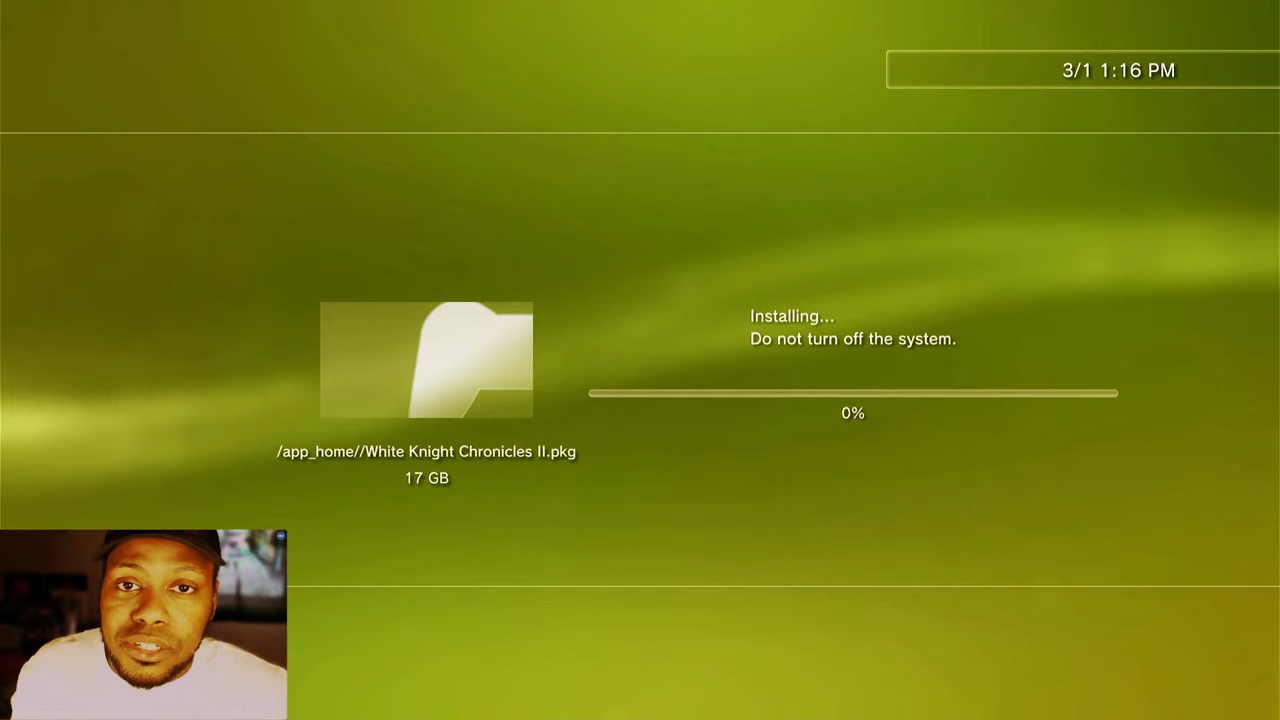 3/1 1:16 PM
Installing...
Do not turn off the system.
0%
/app_home//White Knight Chronicles II.pkg
17 GB